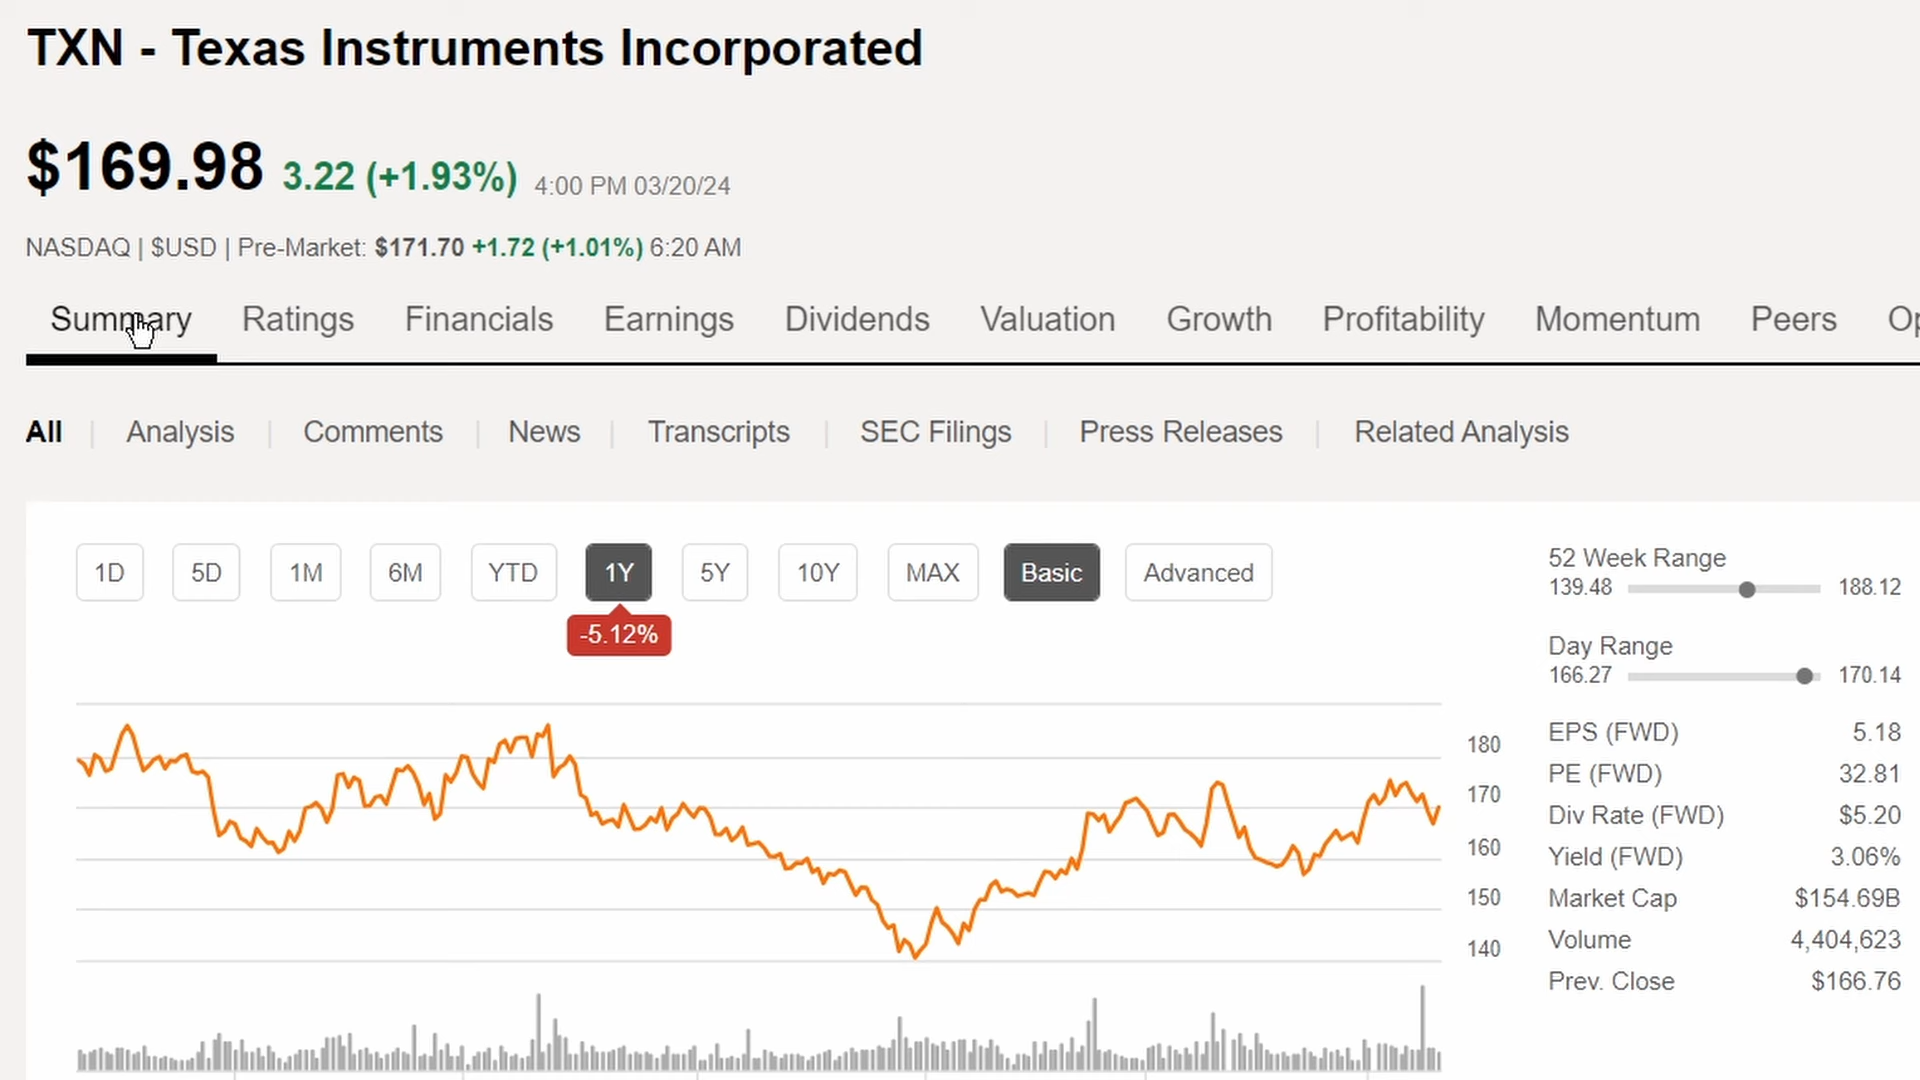 TXN - Texas Instruments Incorporated
$169.98 3.22 (+1.93%) 4:00 PM 03/20/24
NASDAQ | $USD | Pre-Market: $171.70 +1.72 (+1.01%) 6:20 AM
Summary Ratings Financials Earnings Dividends Valuation Growth Profitability Momentum Peers Op
All | Analysis | Comments | News | Transcripts | SEC Filings | Press Releases | Related Analysis
1D 5D 1M 6M YTD 1Y 5Y 10Y MAX Basic Advanced
-5.12%
180
170
160
150
140
52 Week Range
139.48 188.12
Day Range
166.27 170.14
EPS (FWD) 5.18
PE (FWD) 32.81
Div Rate (FWD) $5.20
Yield (FWD) 3.06%
Market Cap $154.69B
Volume 4,404,623
Prev. Close $166.76